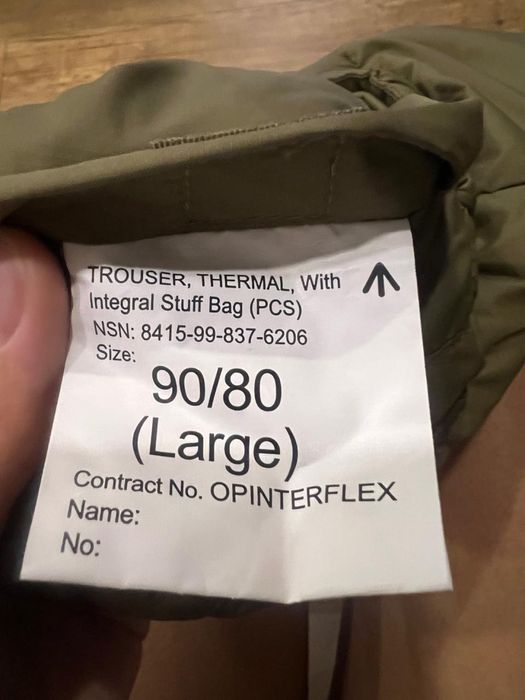 TROUSER, THERMAL, With
Integral Stuff Bag (PCS)
NSN: 8415-99-837-6206
Size:
90/80
(Large)
Contract No. OPINTERFLEX
Name:
No: